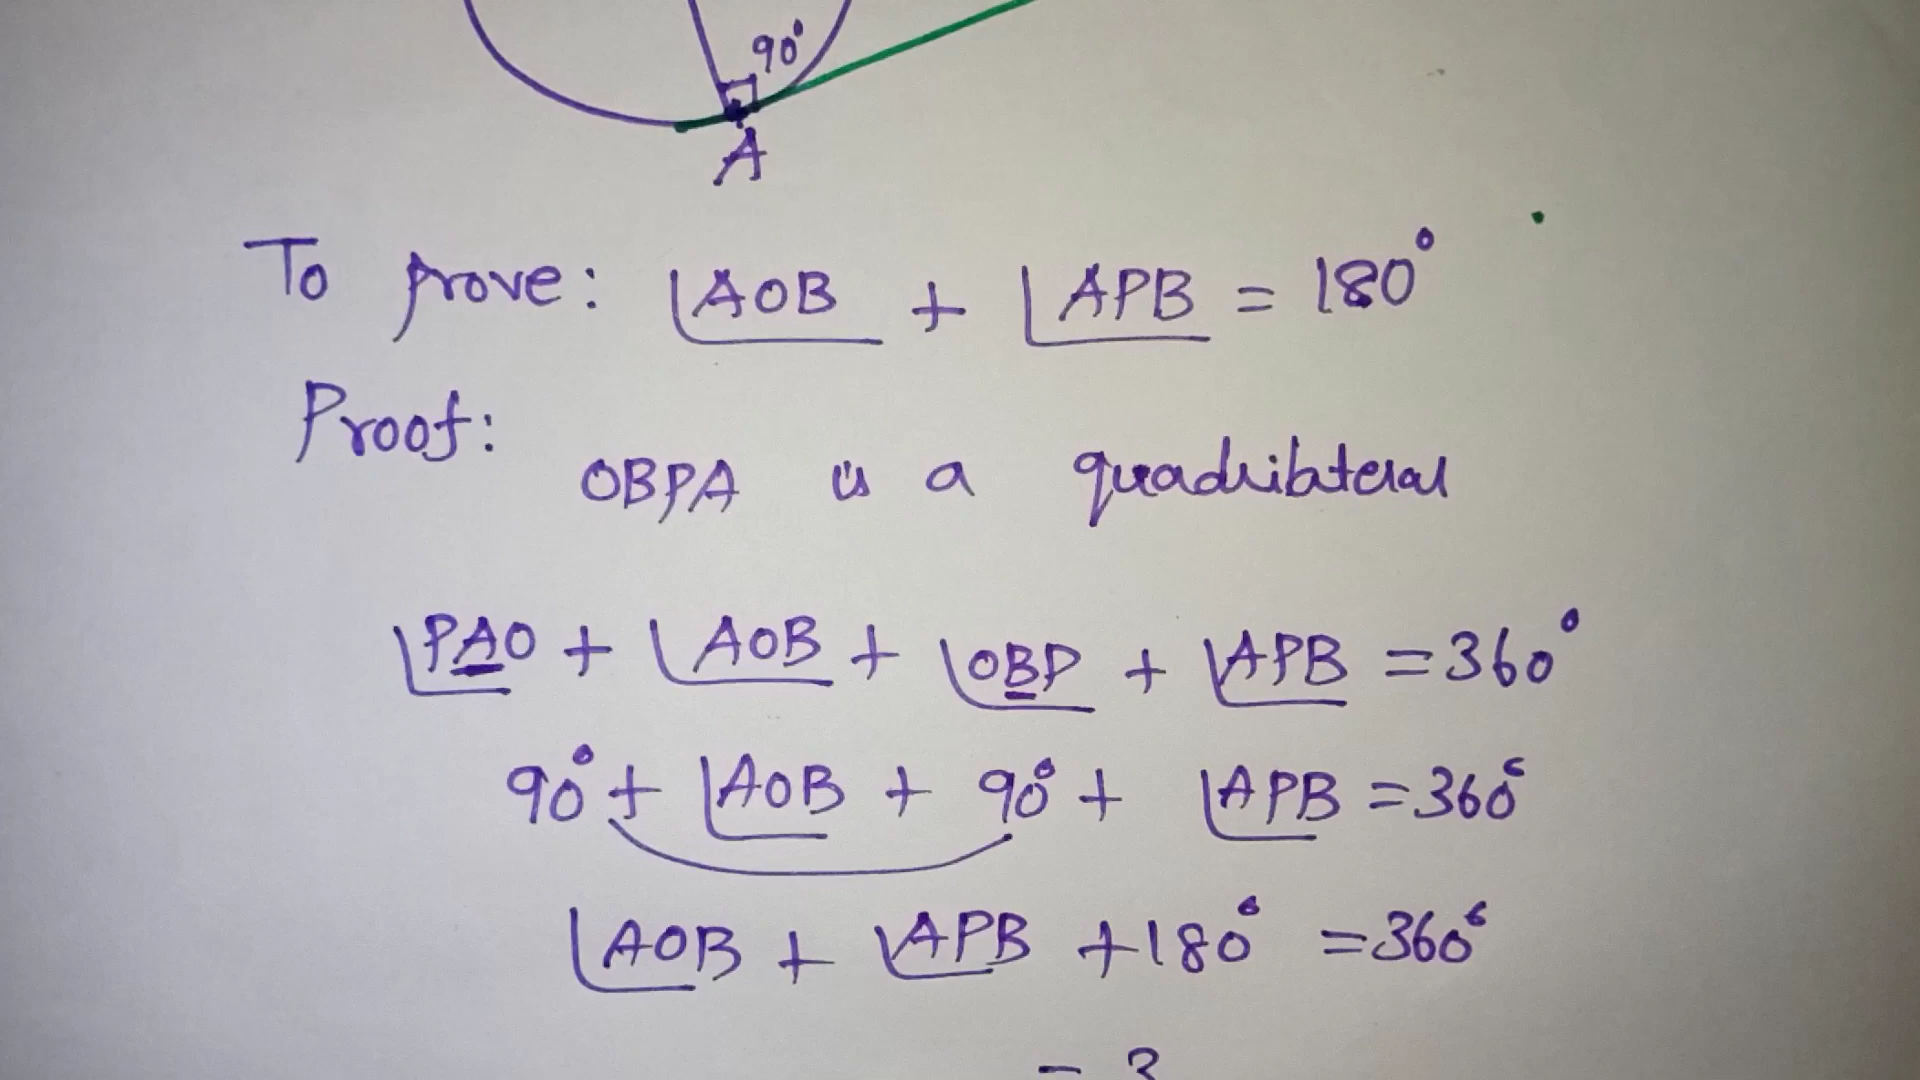 90°
A
To prove: ∠AOB + ∠APB = 180°
Proof:
OBPA is a quadrilateral
∠PAO + ∠AOB + ∠OBP + ∠APB = 360°
90° + ∠AOB + 90° + ∠APB = 360°
∠AOB + ∠APB + 180° = 360°